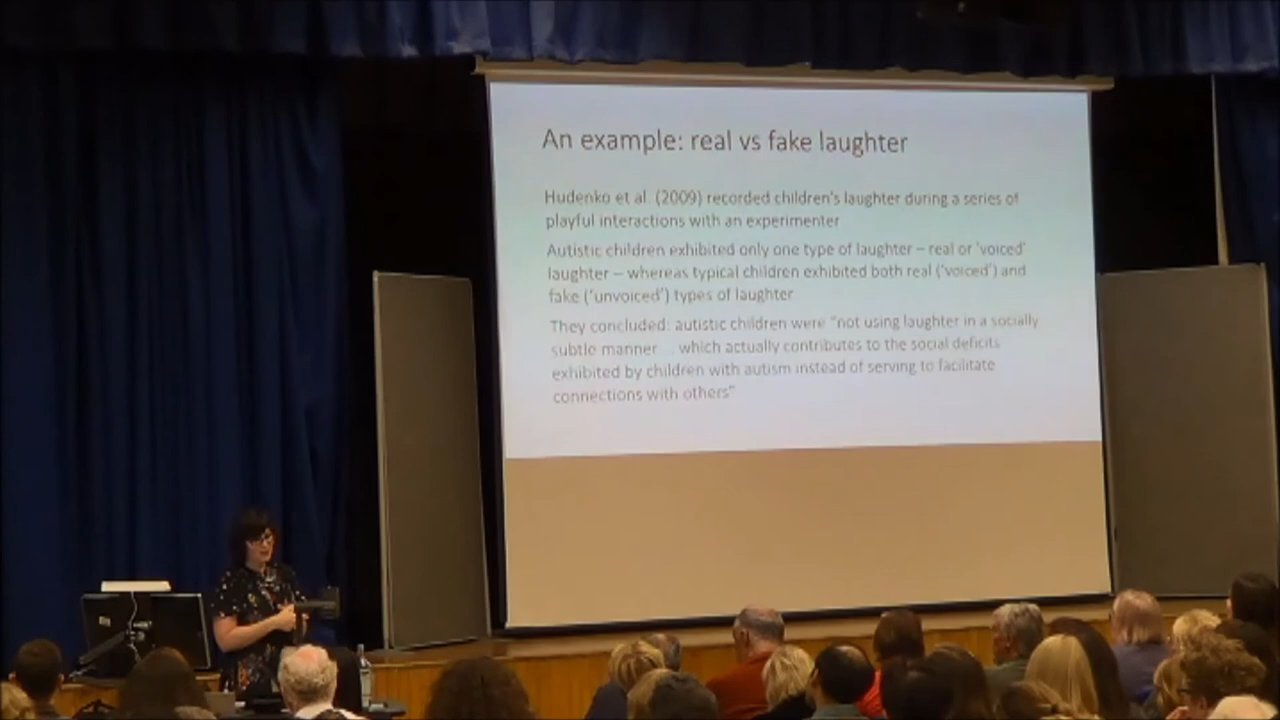 An example: real vs fake laughter
Hudenko et al. (2009) recorded children's laughter during a series of
playful interactions with an experimenter
Autistic children exhibited only one type of laughter – real or 'voiced'
laughter – whereas typical children exhibited both real ('voiced') and
fake ('unvoiced') types of laughter
They concluded: autistic children were "not using laughter in a socially
subtle manner ... which actually contributes to the social deficits
exhibited by children with autism instead of serving to facilitate
connections with others"